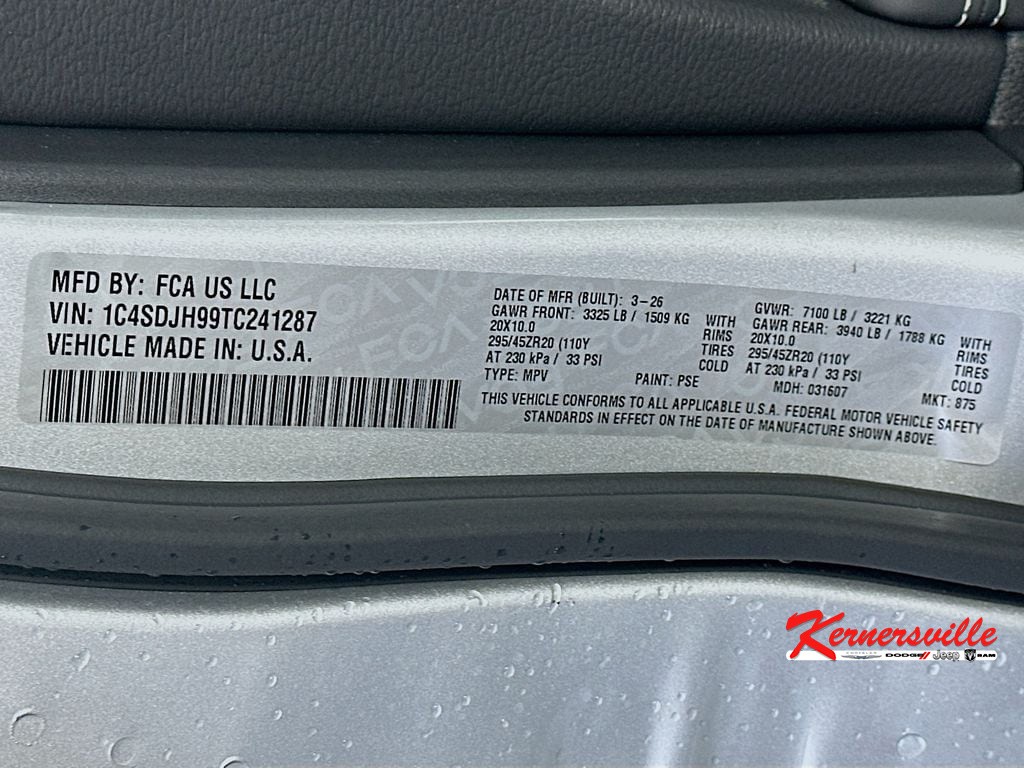 MFD BY: FCA US LLC
VIN: 1C4SDJH99TC241287
VEHICLE MADE IN: U.S.A.
DATE OF MFR (BUILT): 3-26
GAWR FRONT: 3325 LB / 1509 KG WITH
20X10.0 RIMS
295/45ZR20 (110Y TIRES
AT 230 kPa / 33 PSI COLD
TYPE: MPV PAINT: PSE
GVWR: 7100 LB / 3221 KG
GAWR REAR: 3940 LB / 1788 KG WITH
20X10.0 RIMS
295/45ZR20 (110Y TIRES
AT 230 kPa / 33 PSI COLD
MDH: 031607 MKT: 875
THIS VEHICLE CONFORMS TO ALL APPLICABLE U.S.A. FEDERAL MOTOR VEHICLE SAFETY
STANDARDS IN EFFECT ON THE DATE OF MANUFACTURE SHOWN ABOVE.
Kernersville
CHRYSLER DODGE Jeep RAM